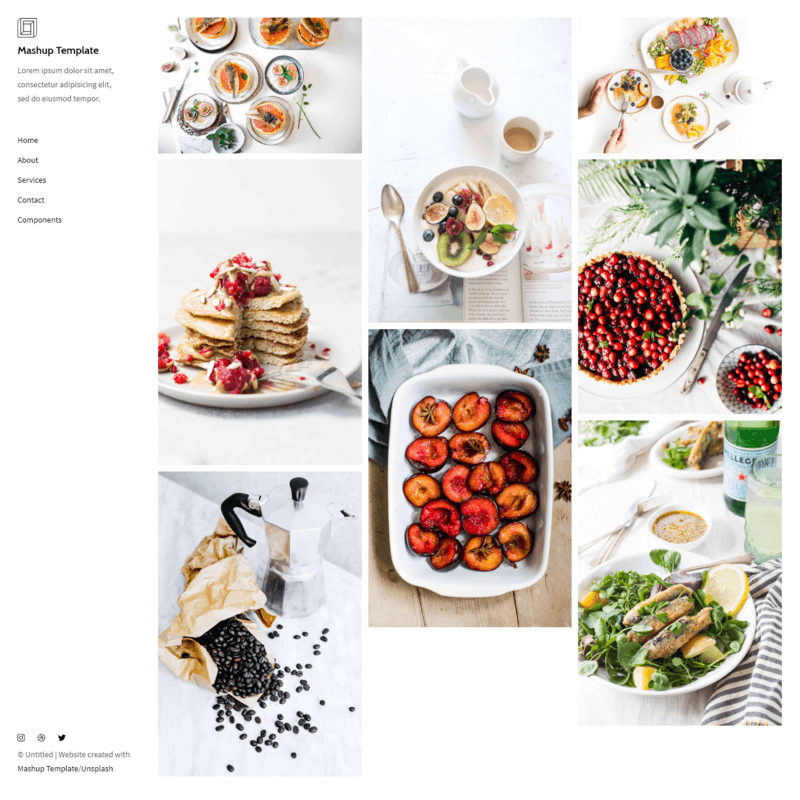 Mashup Template
Lorem ipsum dolor sit amet,
consectetur adipisicing elit,
sed do eiusmod tempor.
Home
About
Services
Contact
Components
© Untitled | Website created with
Mashup Template/Unsplash